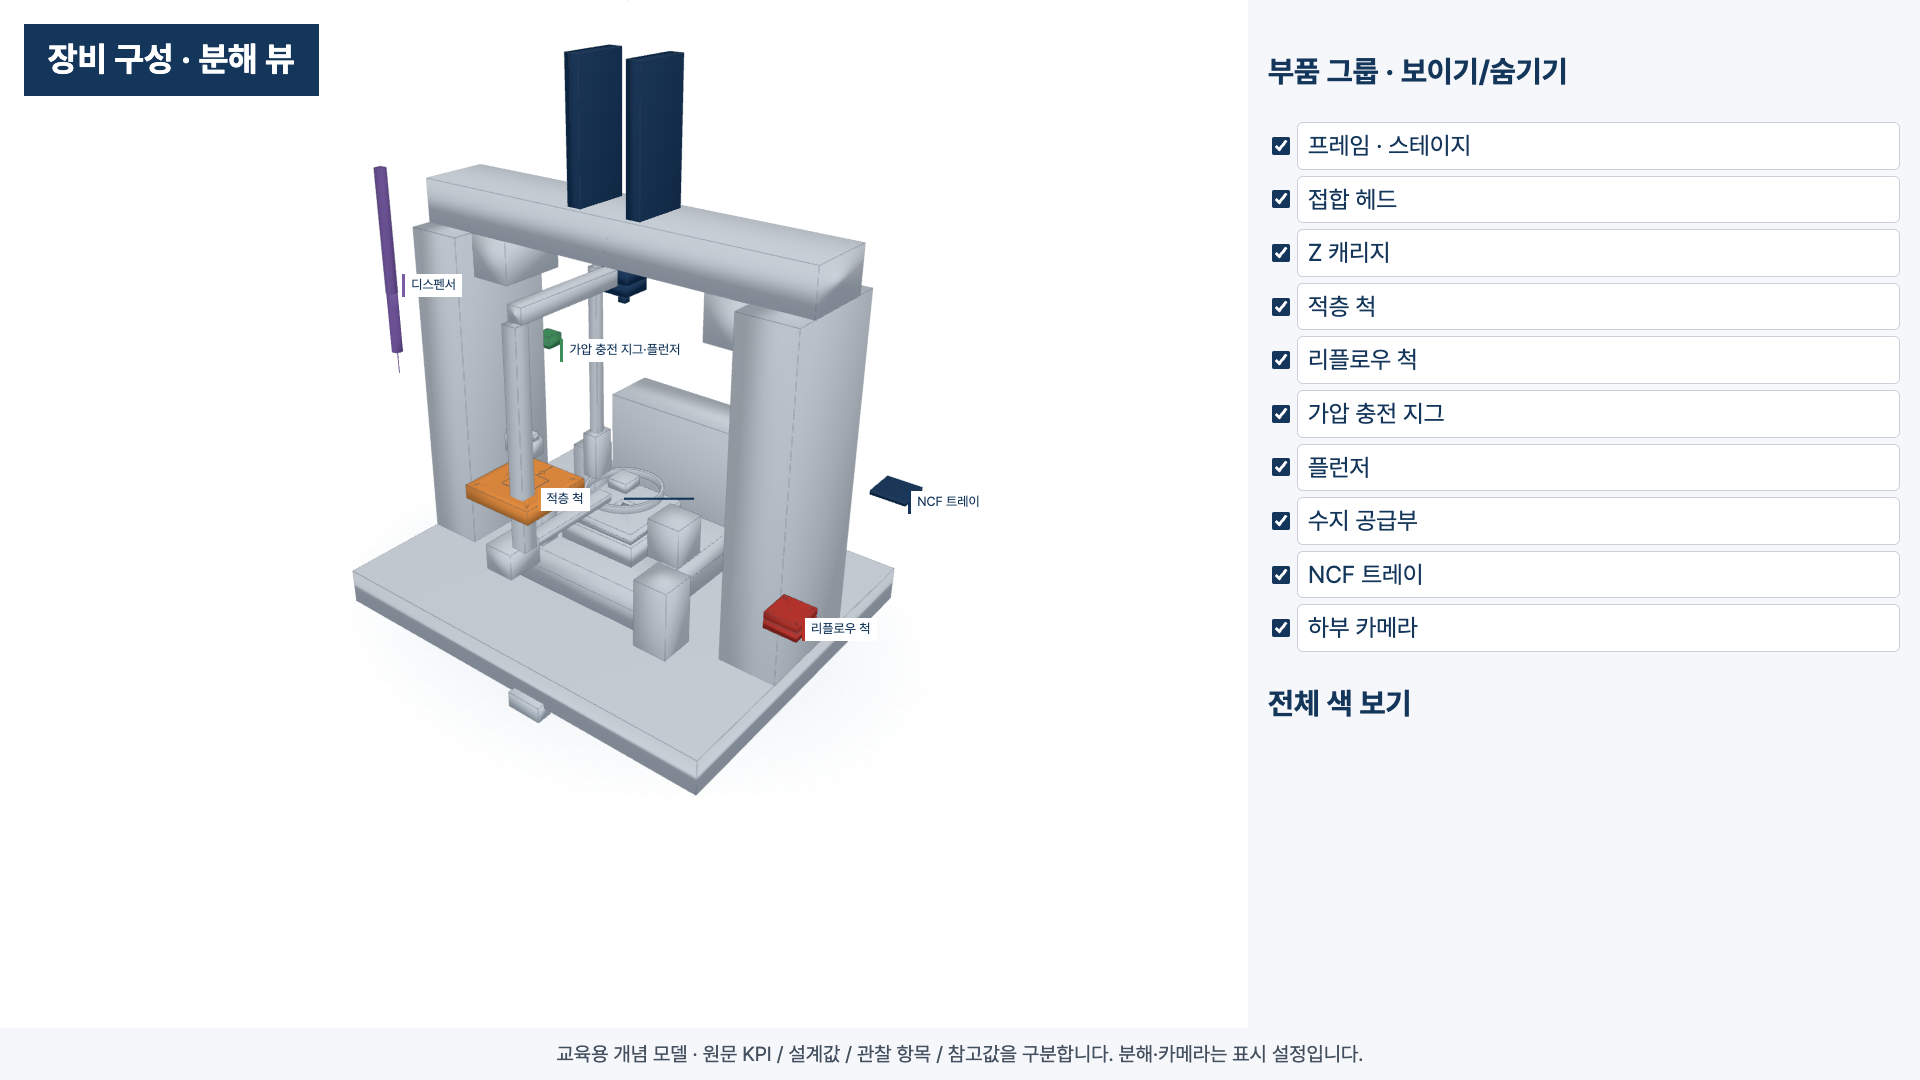 장비 구성 · 분해 뷰
디스펜서
가압 충전 지그·플런저
적층 척
NCF 트레이
리플로우 척
부품 그룹 · 보이기/숨기기
프레임 · 스테이지
접합 헤드
Z 캐리지
적층 척
리플로우 척
가압 충전 지그
플런저
수지 공급부
NCF 트레이
하부 카메라
전체 색 보기
교육용 개념 모델 · 원문 KPI / 설계값 / 관찰 항목 / 참고값을 구분합니다. 분해·카메라는 표시 설정입니다.